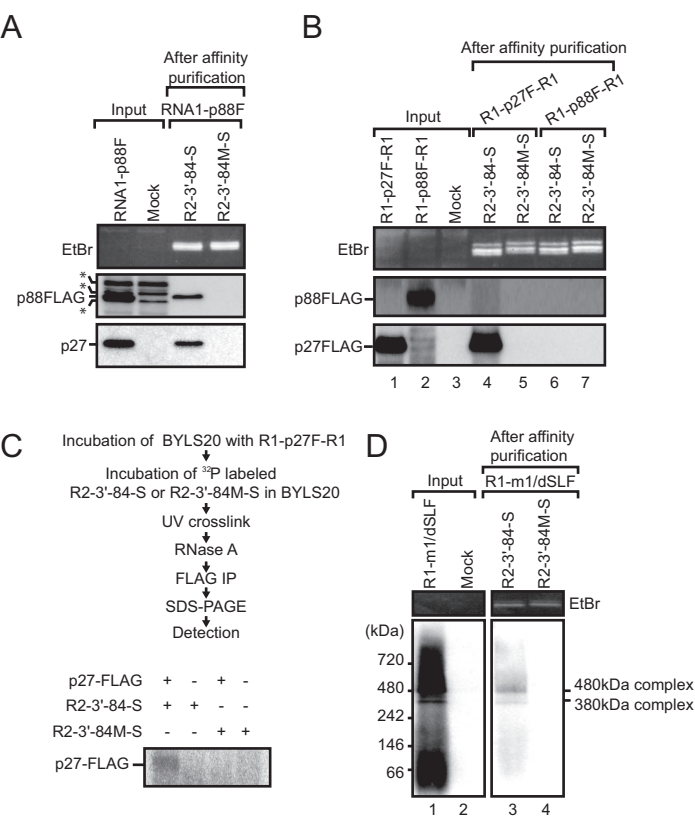 A
After affinity
purification
Input RNA1-p88F
RNA1-p88F
Mock
R2-3'-84-S
R2-3'-84M-S
EtBr
*
*
p88FLAG
*
p27
B
After affinity purification
Input
R1-p27F-R1
R1-p88F-R1
R1-p27F-R1
R1-p88F-R1
Mock
R2-3'-84-S
R2-3'-84M-S
R2-3'-84-S
R2-3'-84M-S
EtBr
p88FLAG
p27FLAG
1 2 3 4 5 6 7
C
Incubation of BYLS20 with R1-p27F-R1
Incubation of 32P labeled
R2-3'-84-S or R2-3'-84M-S in BYLS20
UV crosslink
RNase A
FLAG IP
SDS-PAGE
Detection
p27-FLAG + - + -
R2-3'-84-S + + - -
R2-3'-84M-S - - + +
p27-FLAG
D
After affinity
purification
Input R1-m1/dSLF
R1-m1/dSLF
Mock
R2-3'-84-S
R2-3'-84M-S
EtBr
(kDa)
720
480
242
146
66
480kDa complex
380kDa complex
1 2 3 4